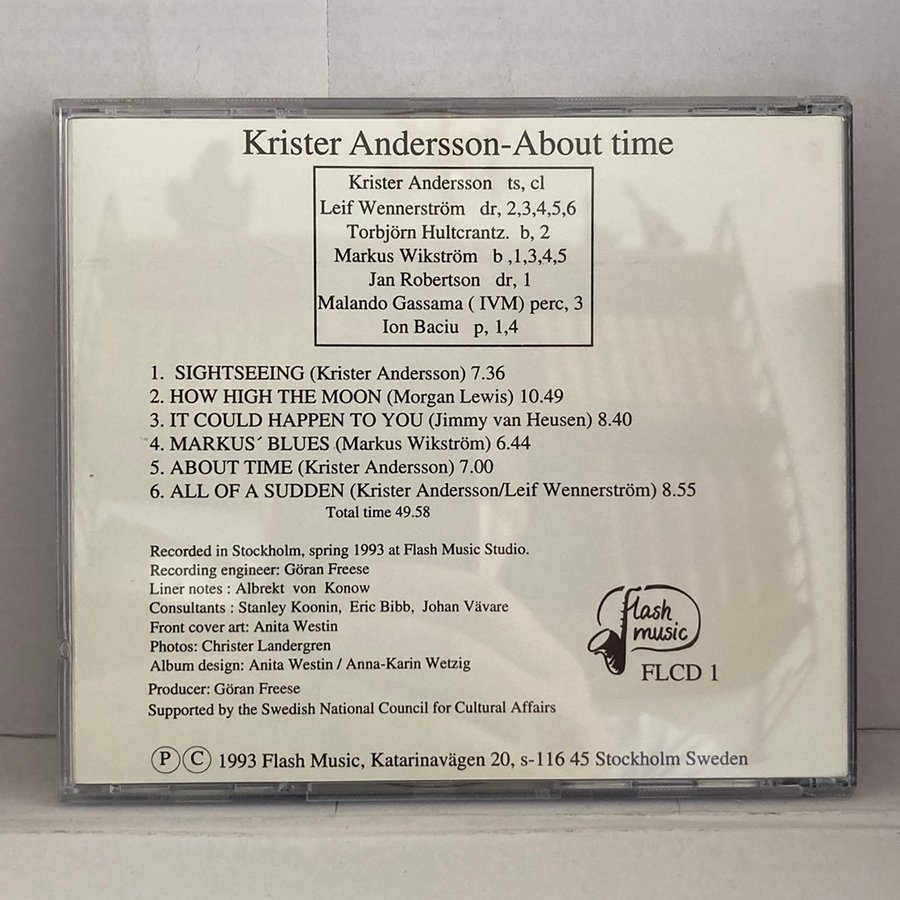 Krister Andersson-About time
Krister Andersson ts, cl
Leif Wennerström dr, 2,3,4,5,6
Torbjörn Hultcrantz. b, 2
Markus Wikström b ,1,3,4,5
Jan Robertson dr, 1
Malando Gassama ( IVM) perc, 3
Ion Baciu p, 1,4
1. SIGHTSEEING (Krister Andersson) 7.36
2. HOW HIGH THE MOON (Morgan Lewis) 10.49
3. IT COULD HAPPEN TO YOU (Jimmy van Heusen) 8.40
4. MARKUS´ BLUES (Markus Wikström) 6.44
5. ABOUT TIME (Krister Andersson) 7.00
6. ALL OF A SUDDEN (Krister Andersson/Leif Wennerström) 8.55
Total time 49.58
Recorded in Stockholm, spring 1993 at Flash Music Studio.
Recording engineer: Göran Freese
Liner notes : Albrekt von Konow
Consultants : Stanley Koonin, Eric Bibb, Johan Vävare
Front cover art: Anita Westin
Photos: Christer Landergren
Album design: Anita Westin / Anna-Karin Wetzig
Producer: Göran Freese
Supported by the Swedish National Council for Cultural Affairs
flash
music
FLCD 1
Ⓟ Ⓒ 1993 Flash Music, Katarinavägen 20, s-116 45 Stockholm Sweden